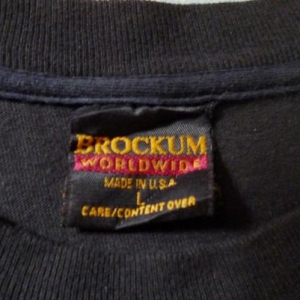 BROCKUM
WORLDWIDE
MADE IN U.S.A.
L
CARE/CONTENT OVER